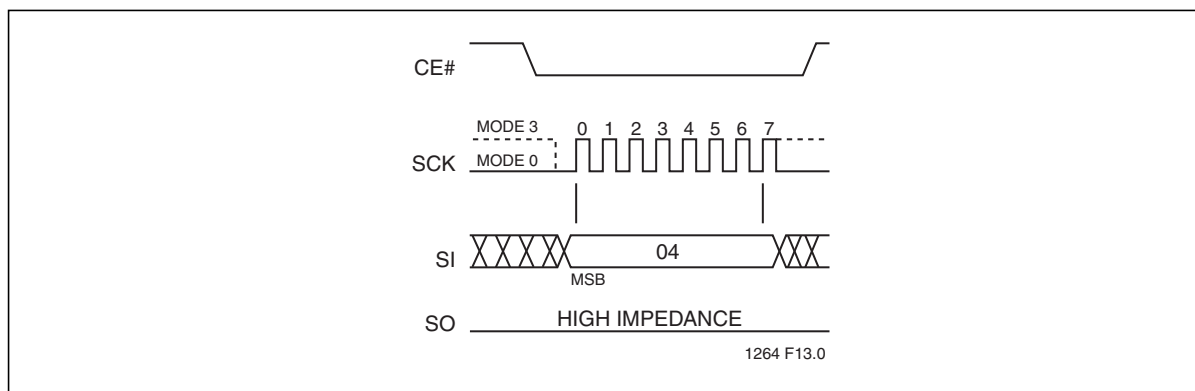 CE#
MODE 3
0 1 2 3 4 5 6 7
SCK
MODE 0
SI
04
MSB
SO
HIGH IMPEDANCE
1264 F13.0